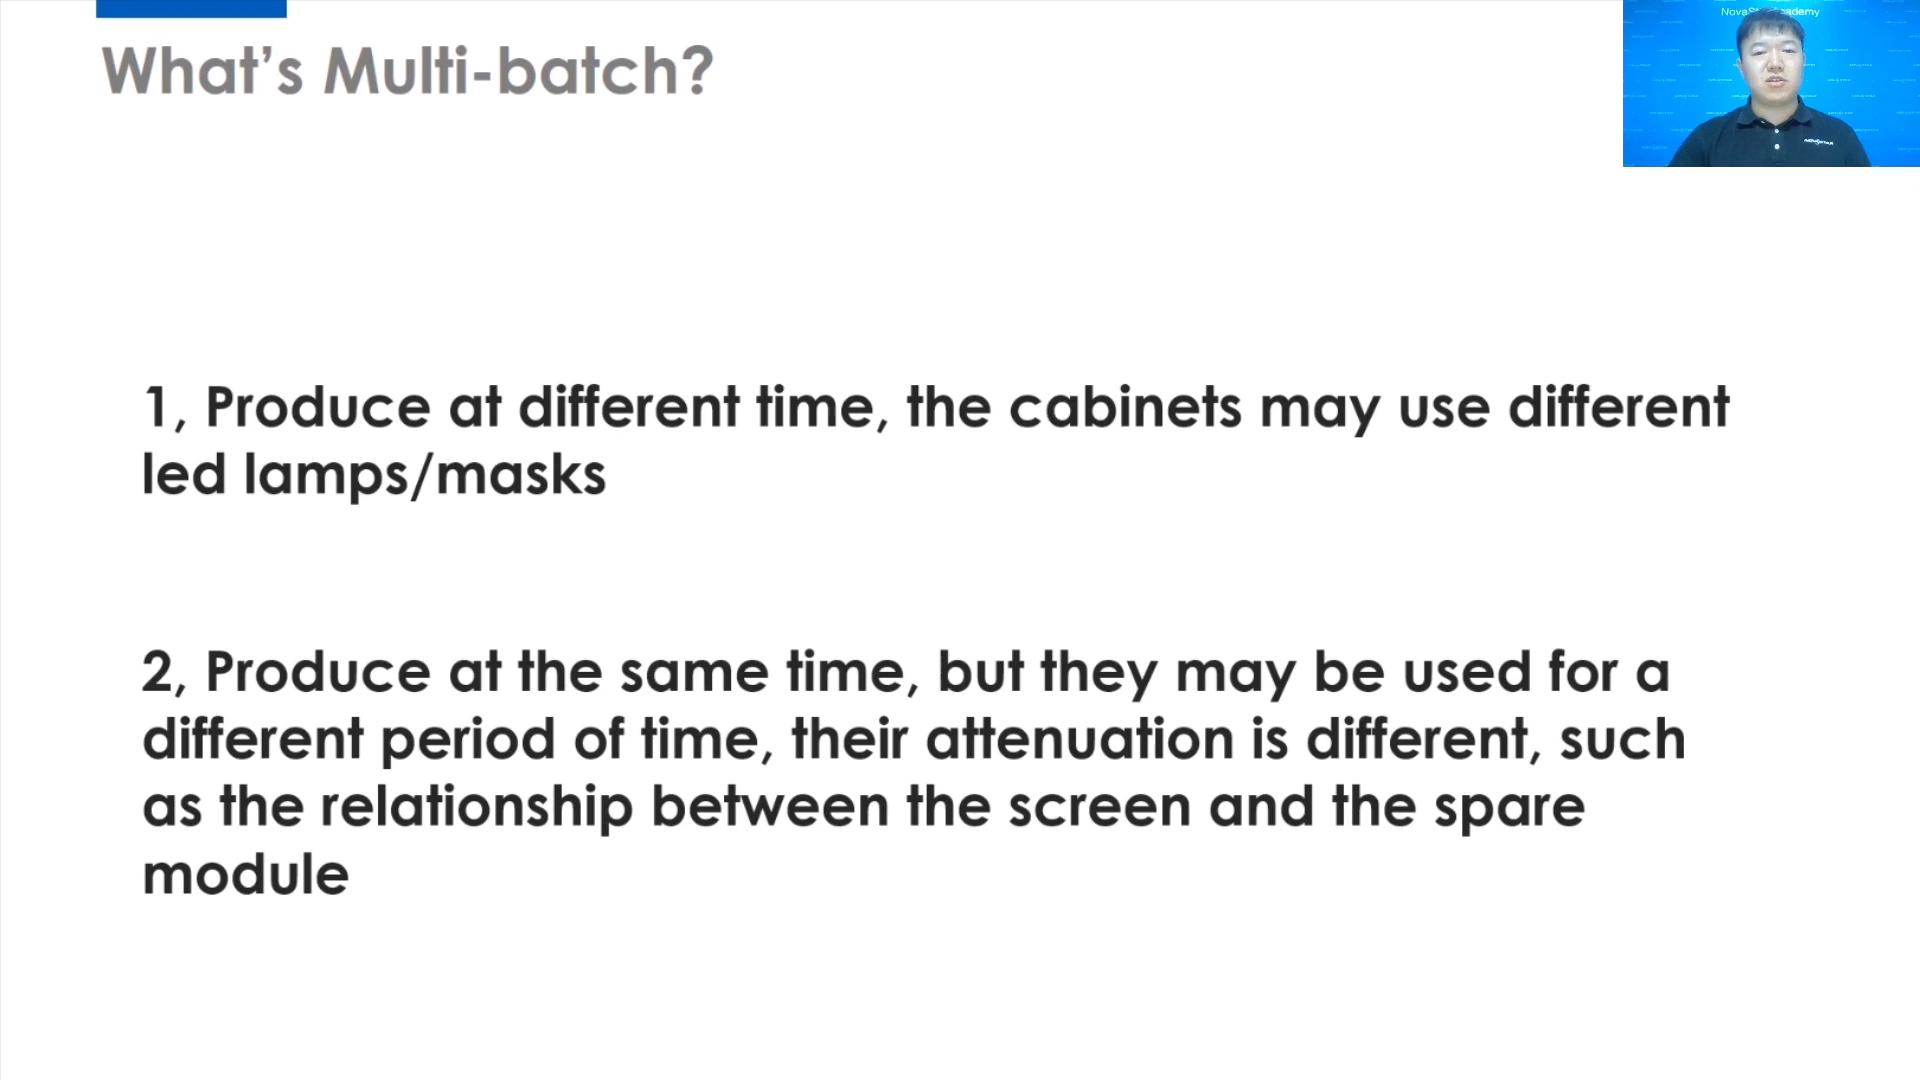 What's Multi-batch?
1, Produce at different time, the cabinets may use different
led lamps/masks
2, Produce at the same time, but they may be used for a
different period of time, their attenuation is different, such
as the relationship between the screen and the spare
module